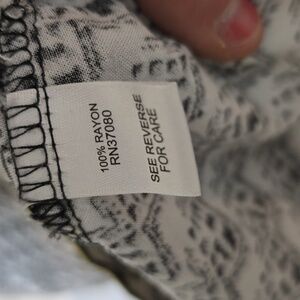 100% RAYON
RN37080
SEE REVERSE
FOR CARE